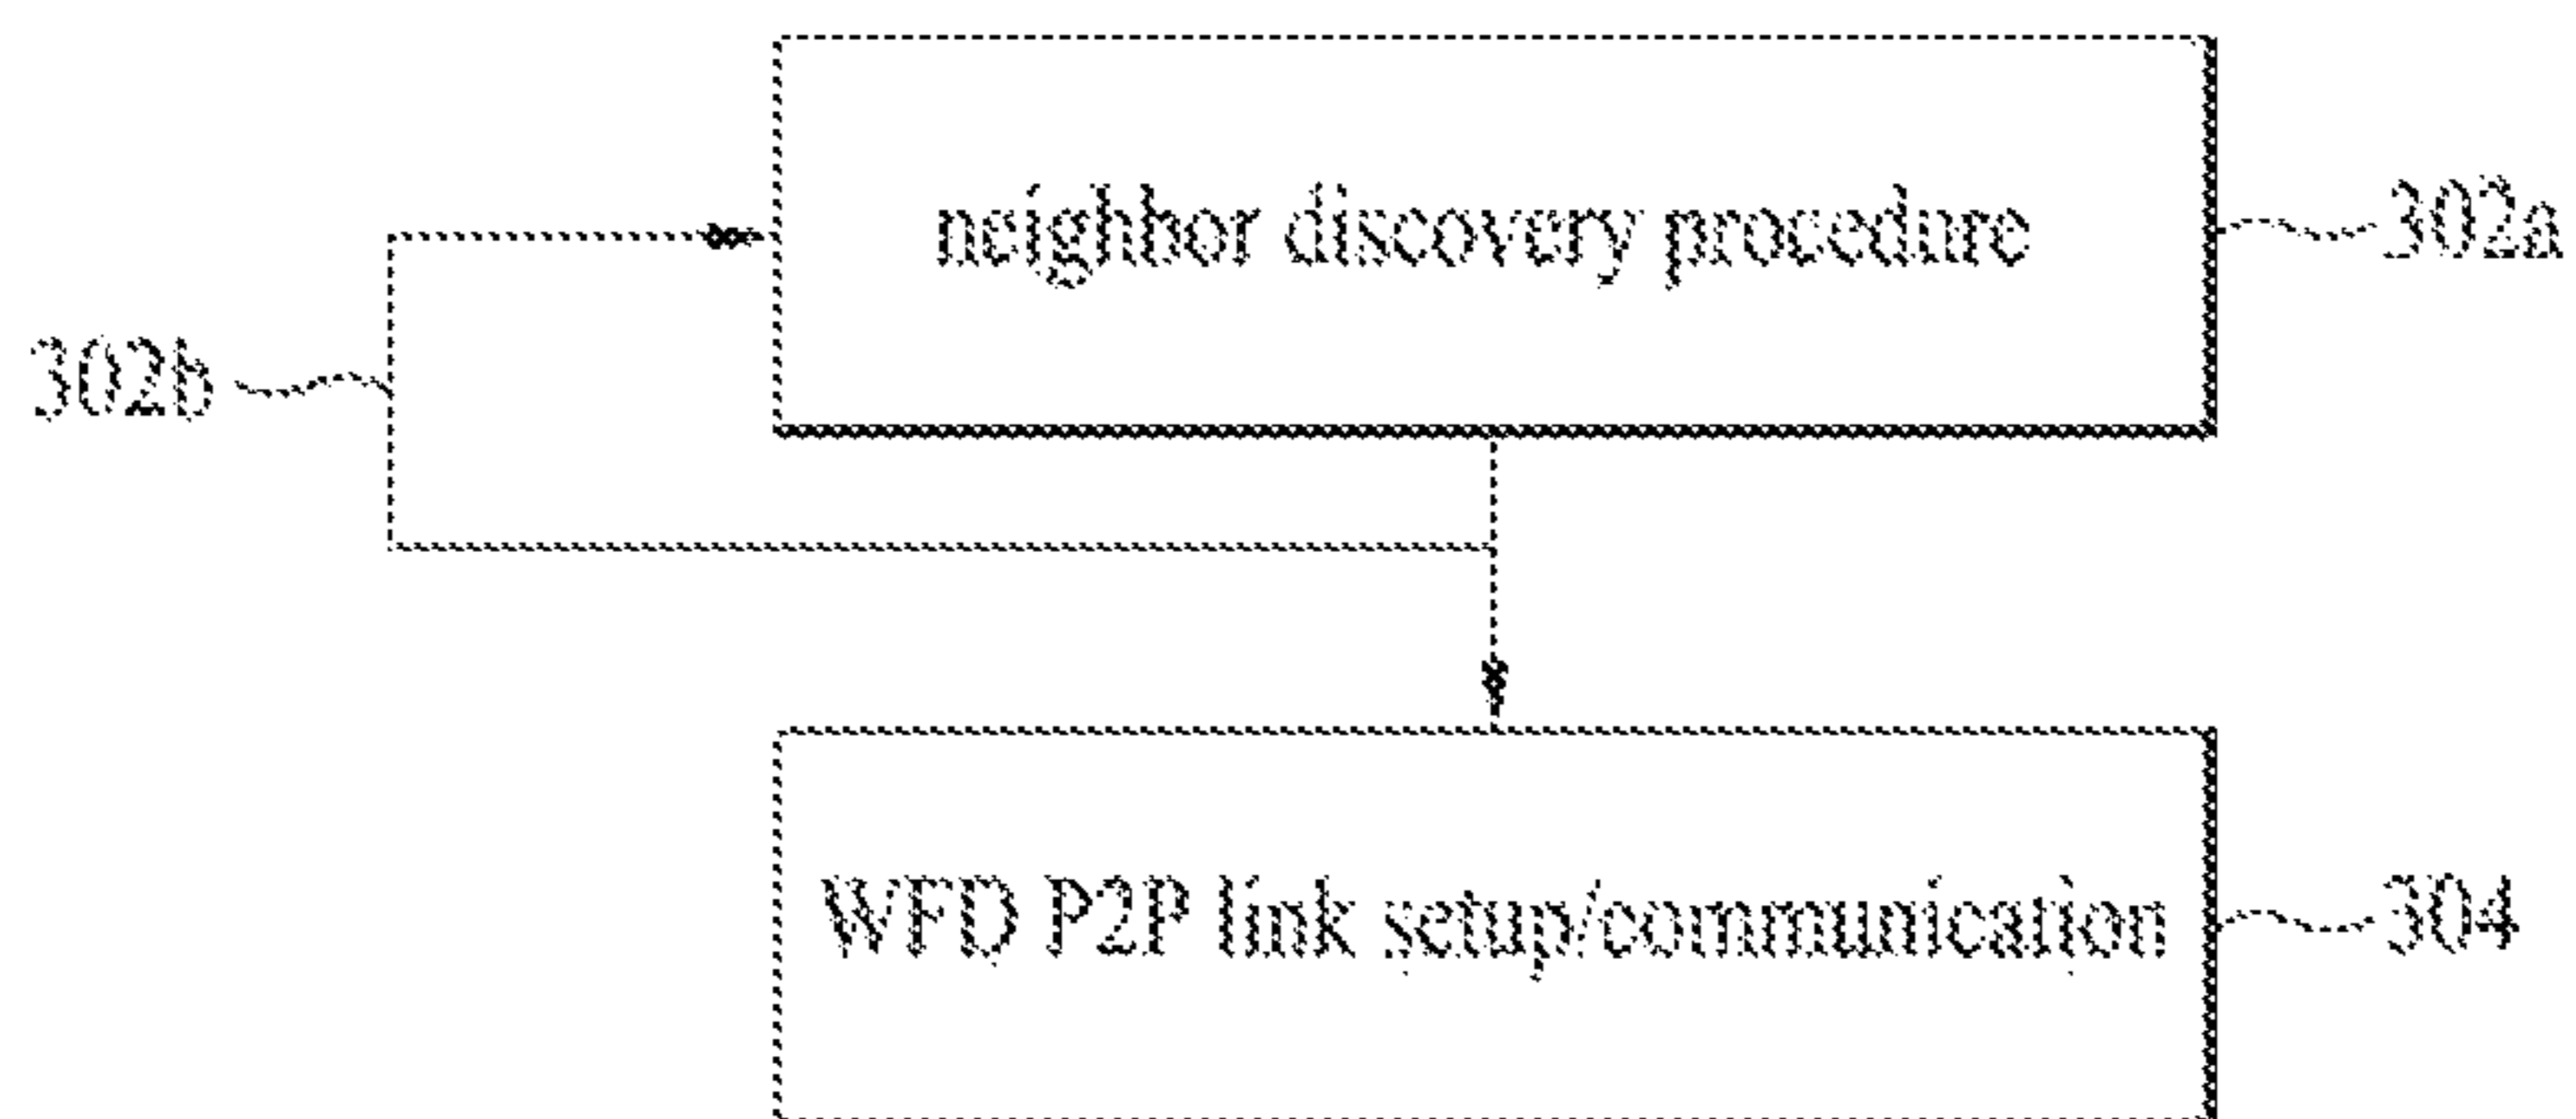 neighbor discovery procedure
302a
302b
WFD P2P link setup/communication
304